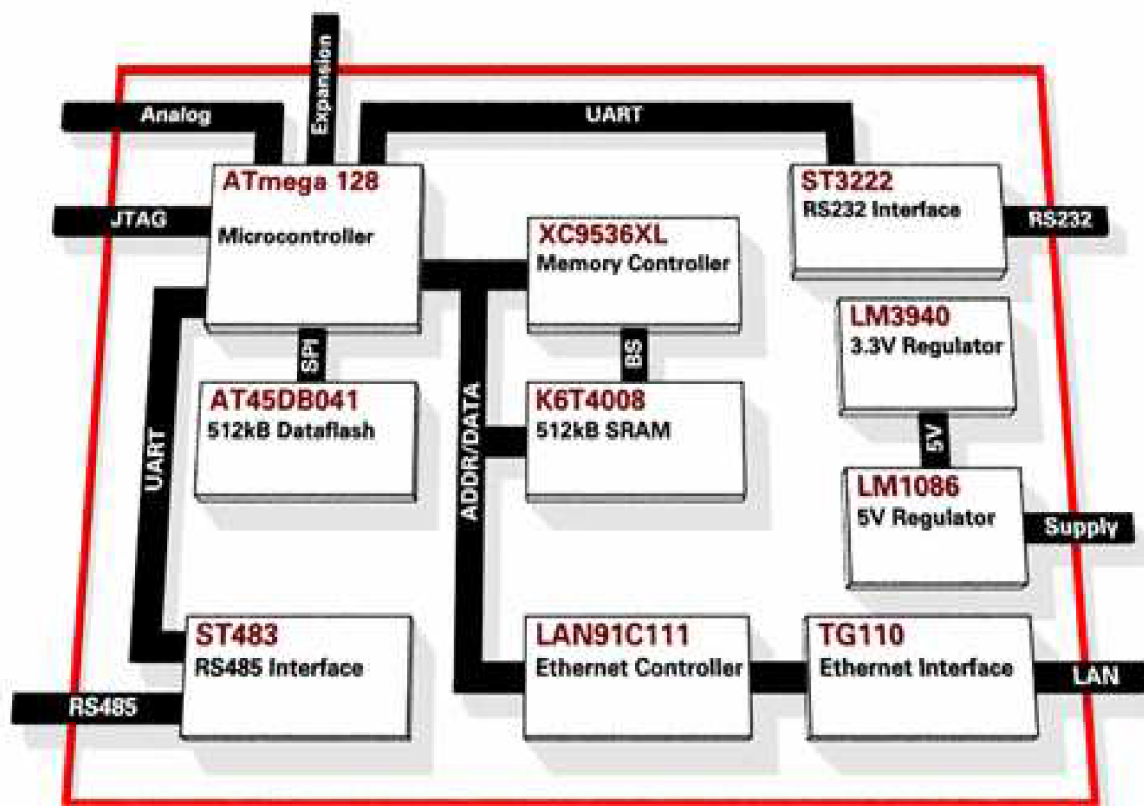 Expansion
Analog
UART
ATmega 128
Microcontroller
ST3222
RS232 Interface
JTAG
RS232
XC9536XL
Memory Controller
LM3940
3.3V Regulator
SPI
BS
AT45DB041
512kB Dataflash
K6T4008
512kB SRAM
UART
ADDR/DATA
5V
LM1086
5V Regulator
Supply
ST483
RS485 Interface
LAN91C111
Ethernet Controller
TG110
Ethernet Interface
LAN
RS485